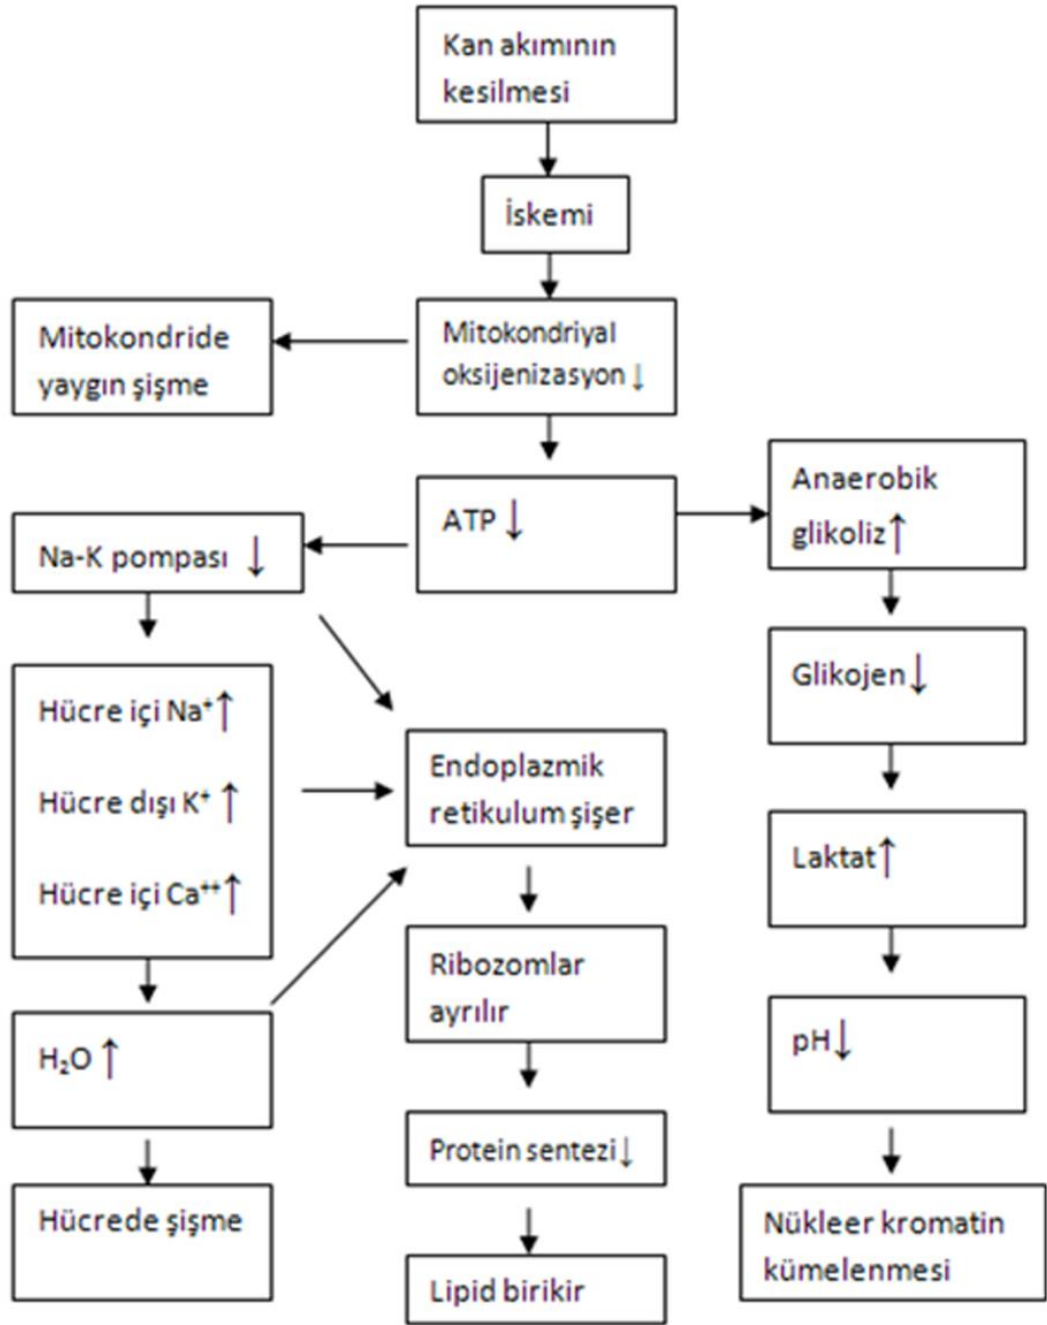 Kan akımının
kesilmesi
İskemi
Mitokondride
yaygın şişme
Mitokondriyal
oksijenizasyon ↓
ATP ↓
Anaerobik
glikoliz ↑
Na-K pompası ↓
Glikojen ↓
Hücre içi Na⁺ ↑
Hücre dışı K⁺ ↑
Hücre içi Ca⁺⁺ ↑
Endoplazmik
retikulum şişer
Laktat ↑
Ribozomlar
ayrılır
H₂O ↑
pH ↓
Protein sentezi ↓
Hücrede şişme
Nükleer kromatin
kümelenmesi
Lipid birikir